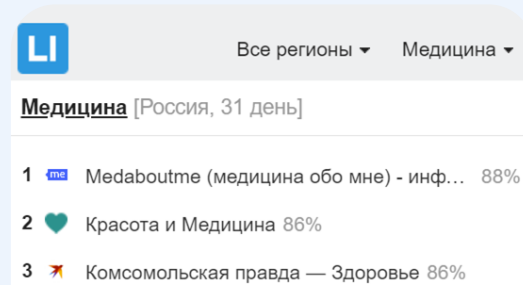 LI Все регионы Медицина
Медицина [Россия, 31 день]
1 me Medaboutme (медицина обо мне) - инф... 88%
2 Красота и Медицина 86%
3 Комсомольская правда — Здоровье 86%